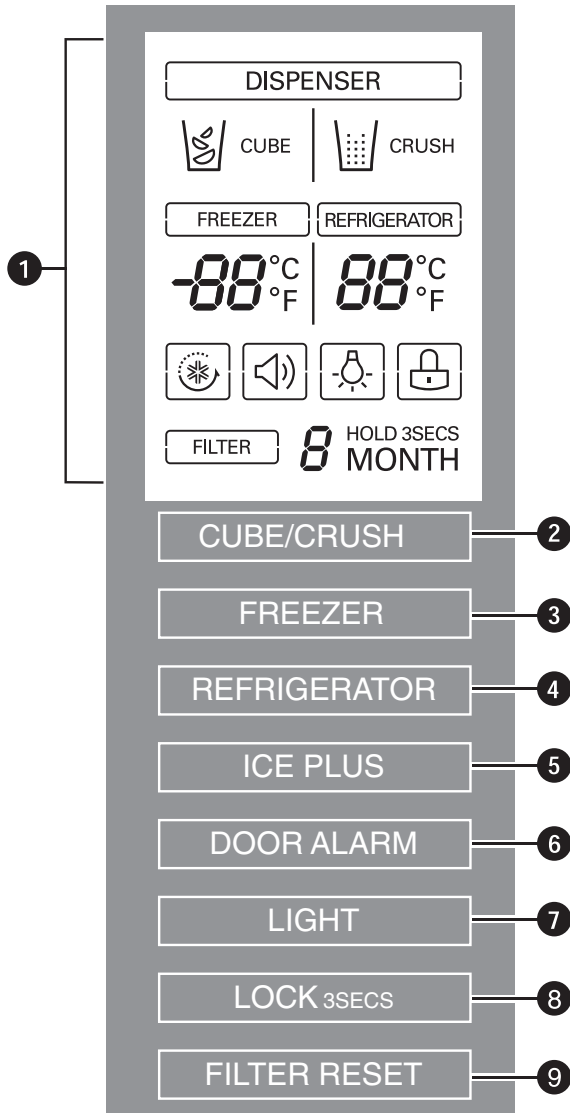 DISPENSER
CUBE CRUSH
FREEZER REFRIGERATOR
1
-88°C 88°C
°F °F
FILTER 8 HOLD 3SECS
MONTH
CUBE/CRUSH 2
FREEZER 3
REFRIGERATOR 4
ICE PLUS 5
DOOR ALARM 6
LIGHT 7
LOCK 3SECS 8
FILTER RESET 9